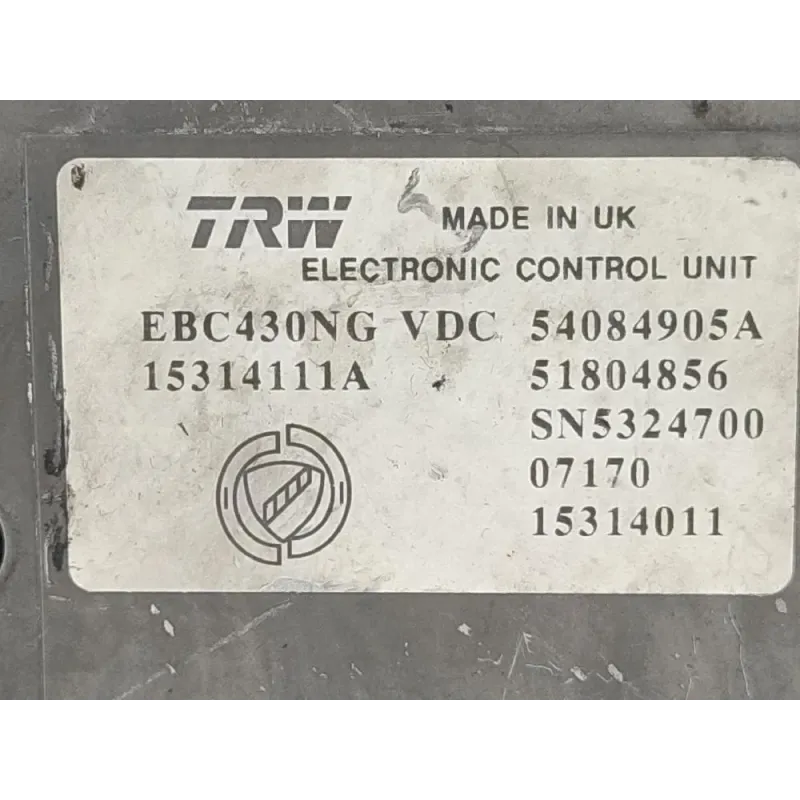 TRW MADE IN UK
ELECTRONIC CONTROL UNIT
EBC430NG VDC 54084905A
15314111A 51804856
SN5324700
07170
15314011